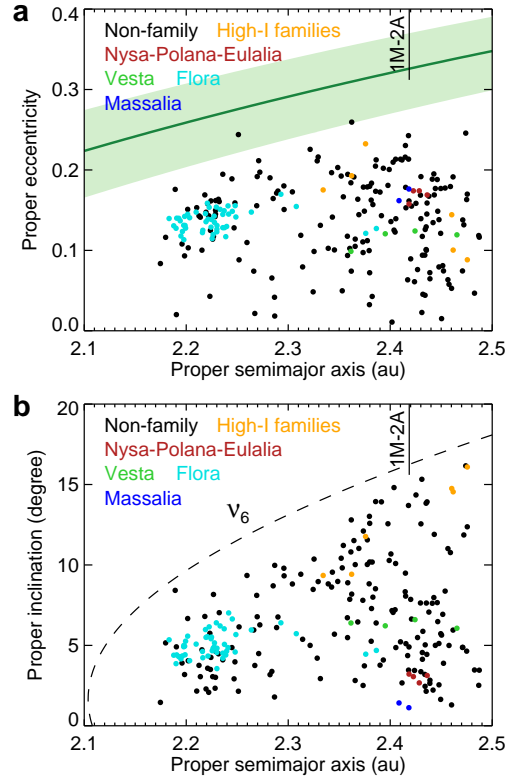 a
0.4
0.3
0.2
0.1
0.0
Proper eccentricity
Non-family High-I families
Nysa-Polana-Eulalia
Vesta Flora
Massalia
1M-2A
2.1 2.2 2.3 2.4 2.5
Proper semimajor axis (au)
b
20
15
10
5
0
Proper inclination (degree)
Non-family High-I families
Nysa-Polana-Eulalia
Vesta Flora
Massalia
1M-2A
ν6
2.1 2.2 2.3 2.4 2.5
Proper semimajor axis (au)